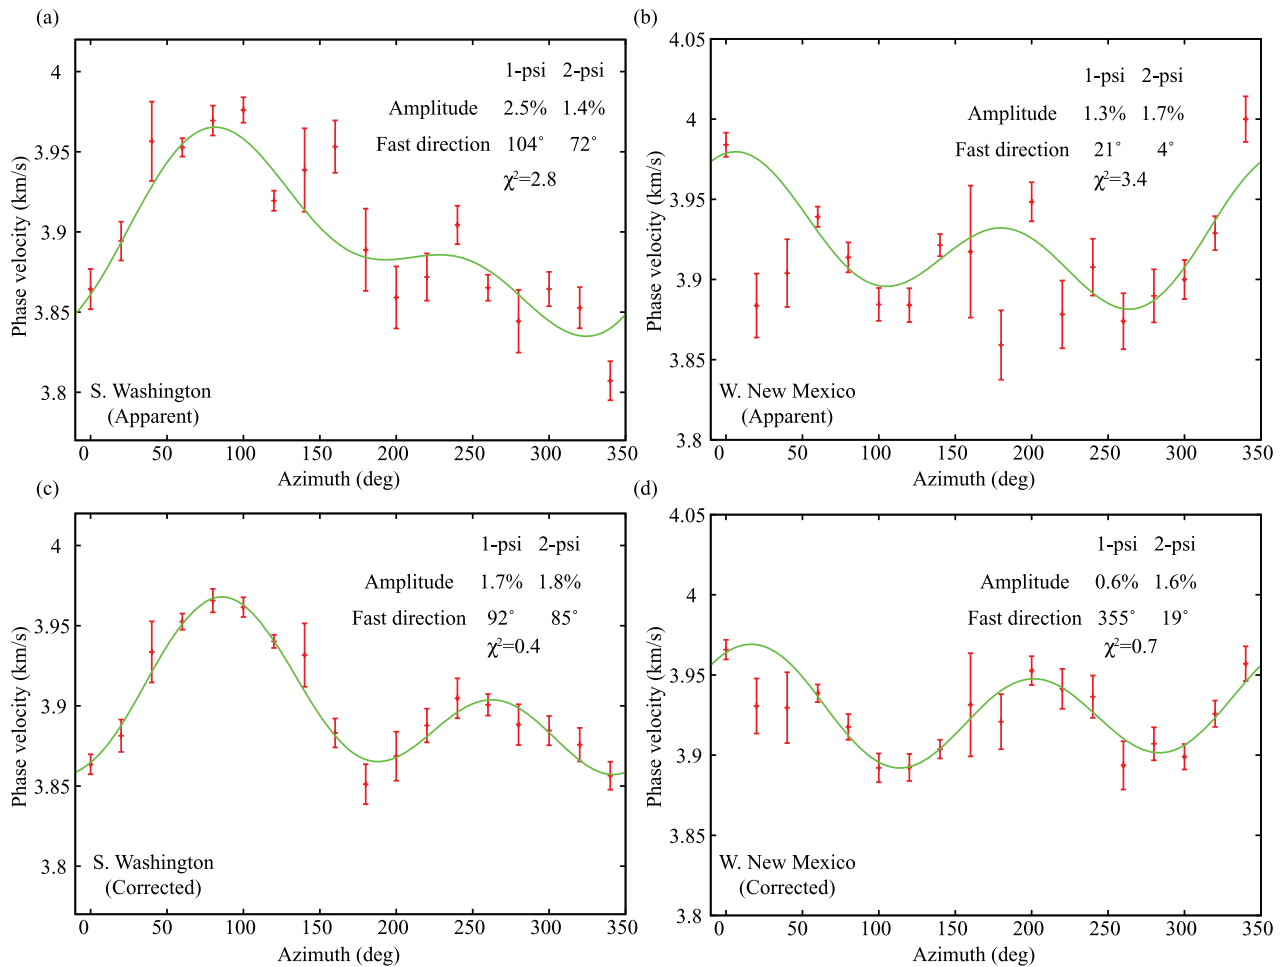 (a)
Phase velocity (km/s)
4
3.95
3.9
3.85
3.8
1-psi 2-psi
Amplitude 2.5% 1.4%
Fast direction 104° 72°
χ²=2.8
S. Washington
(Apparent)
0 50 100 150 200 250 300 350
Azimuth (deg)
(b)
Phase velocity (km/s)
4.05
4
3.95
3.9
3.85
3.8
1-psi 2-psi
Amplitude 1.3% 1.7%
Fast direction 21° 4°
χ²=3.4
W. New Mexico
(Apparent)
0 50 100 150 200 250 300 350
Azimuth (deg)
(c)
Phase velocity (km/s)
4
3.95
3.9
3.85
3.8
1-psi 2-psi
Amplitude 1.7% 1.8%
Fast direction 92° 85°
χ²=0.4
S. Washington
(Corrected)
0 50 100 150 200 250 300 350
Azimuth (deg)
(d)
Phase velocity (km/s)
4.05
4
3.95
3.9
3.85
3.8
1-psi 2-psi
Amplitude 0.6% 1.6%
Fast direction 355° 19°
χ²=0.7
W. New Mexico
(Corrected)
0 50 100 150 200 250 300 350
Azimuth (deg)